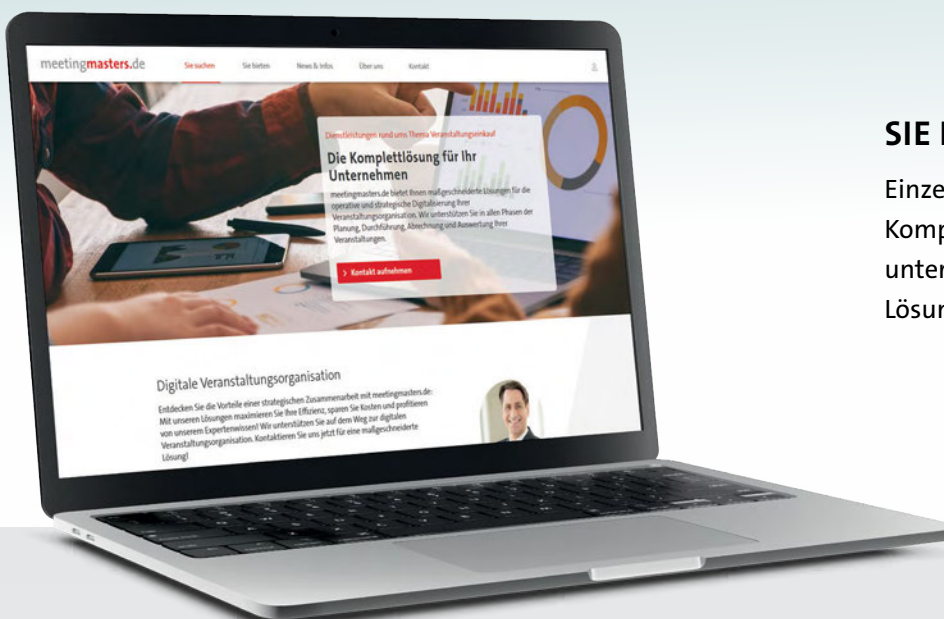 meetingmasters.de
Sie suchen
Sie bieten
News & Infos
Über uns
Kontakt
Dienstleistungen rund ums Thema Veranstaltungseinkauf
Die Komplettlösung für Ihr
Unternehmen
meetingmasters.de bietet Ihnen maßgeschneiderte Lösungen für die
operative und strategische Digitalisierung Ihrer
Veranstaltungsorganisation. Wir unterstützen Sie in allen Phasen der
Planung, Durchführung, Abrechnung und Auswertung Ihrer
Veranstaltungen.
> Kontakt aufnehmen
Digitale Veranstaltungsorganisation
Entdecken Sie die Vorteile einer strategischen Zusammenarbeit mit meetingmasters.de:
Mit unseren Lösungen maximieren Sie Ihre Effizienz, sparen Sie Kosten und profitieren
von unserem Expertenwissen! Wir unterstützen Sie auf dem Weg zur digitalen
Veranstaltungsorganisation. Kontaktieren Sie uns jetzt für eine maßgeschneiderte
Lösung!
SIE
Einze
Komp
unter
Lösun